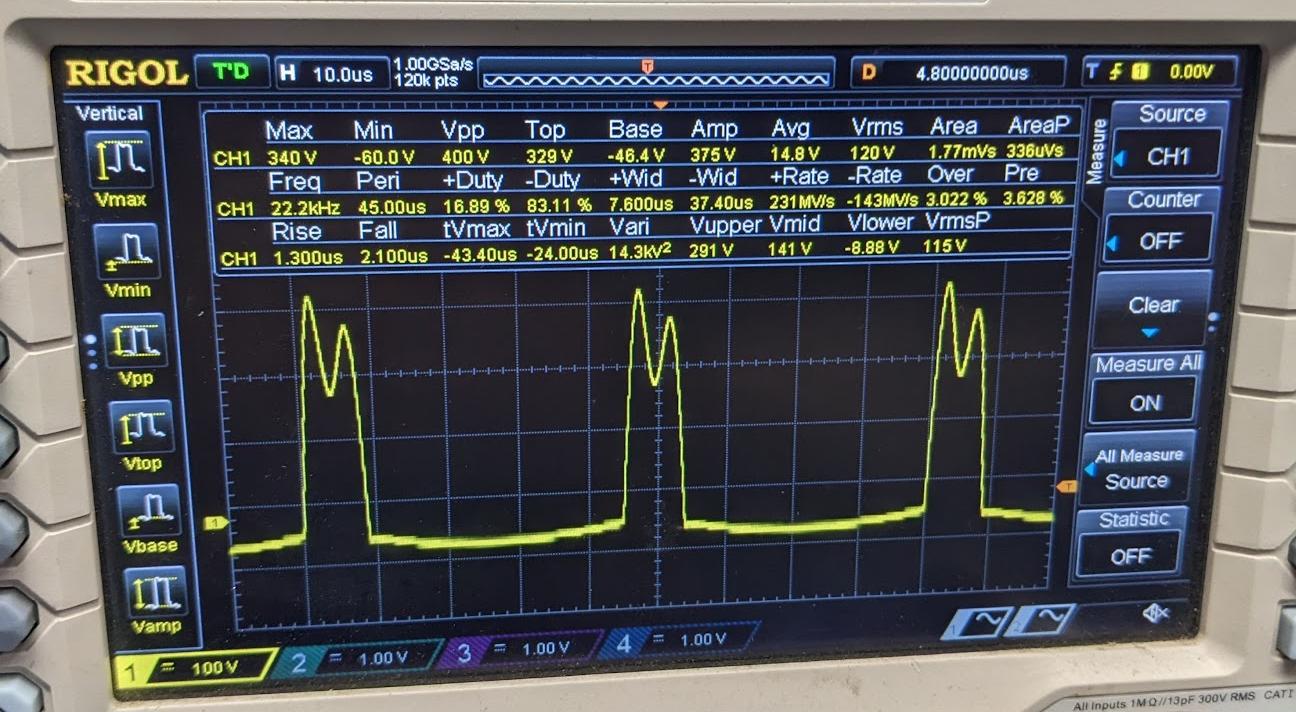 RIGOL T'D H 10.0us 1.00GSa/s 120k pts T D 4.80000000us T 1 0.00V
Vertical
Vmax
Vmin
Vpp
Vtop
Vbase
Vamp
Max Min Vpp Top Base Amp Avg Vrms Area AreaP
CH1 340 V -60.0 V 400 V 329 V -46.4 V 375 V 14.8 V 120 V 1.77mVs 336uVs
Freq Peri +Duty -Duty +Wid -Wid +Rate -Rate Over Pre
CH1 22.2kHz 45.00us 16.89 % 83.11 % 7.600us 37.40us 231MV/s -143MV/s 3.022 % 3.628 %
Rise Fall tVmax tVmin Vari Vupper Vmid Vlower VrmsP
CH1 1.300us 2.100us -43.40us -24.00us 14.3kV² 291 V 141 V -8.88 V 115 V
1
T
Measure
Source
CH1
Counter
OFF
Clear
Measure All
ON
All Measure
Source
Statistic
OFF
1 = 100 V 2 = 1.00 V 3 = 1.00 V 4 = 1.00 V
1 2
All Inputs 1MΩ//13pF 300V RMS CAT I